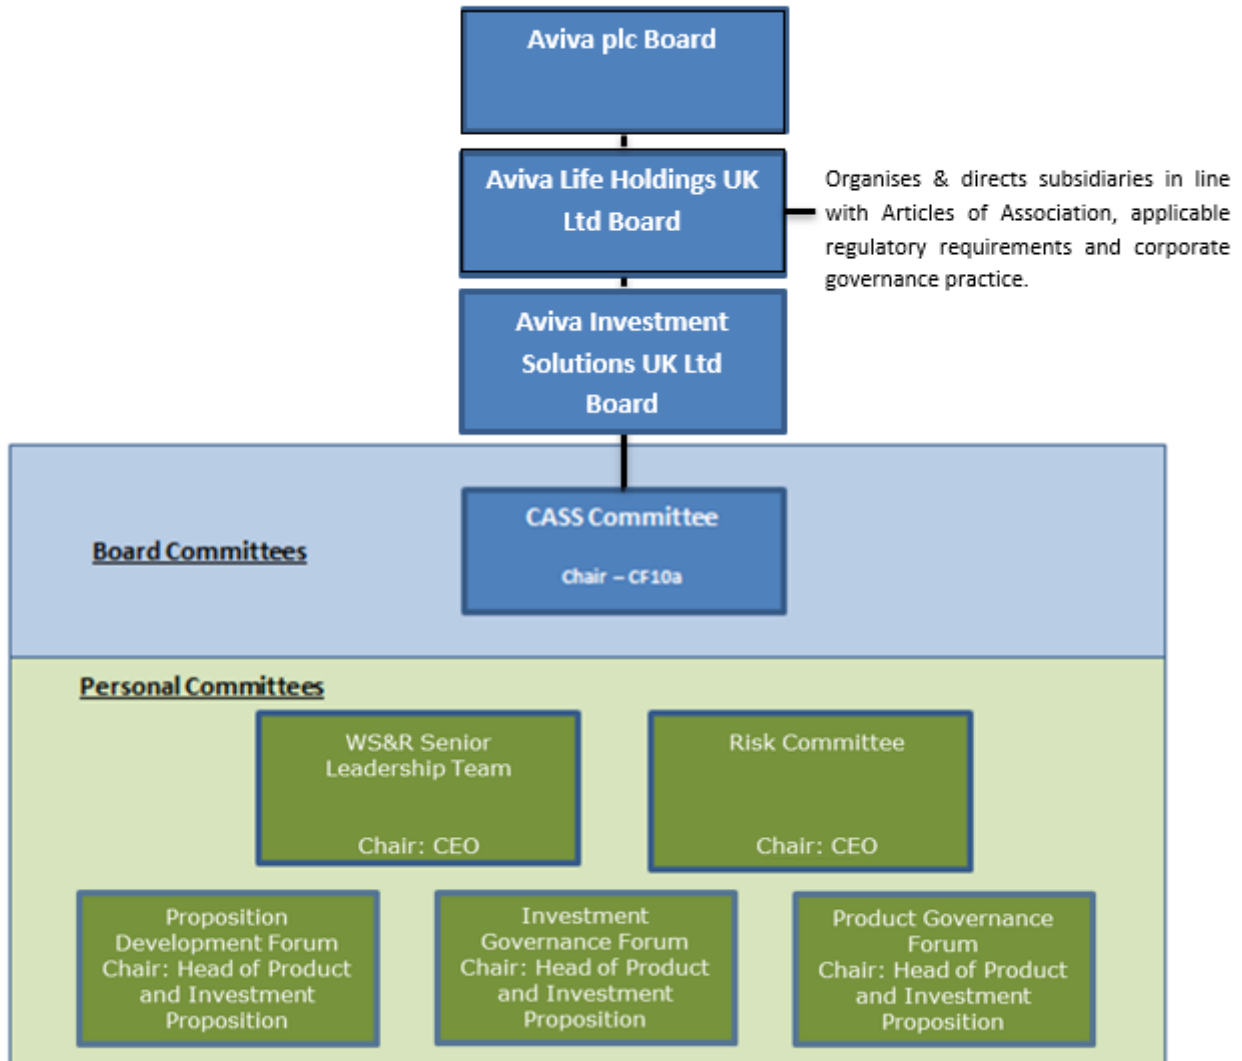 Aviva plc Board
Aviva Life Holdings UK
Ltd Board
Organises & directs subsidiaries in line
with Articles of Association, applicable
regulatory requirements and corporate
governance practice.
Aviva Investment
Solutions UK Ltd
Board
CASS Committee
Chair – CF10a
Board Committees
Personal Committees
WS&R Senior
Leadership Team
Chair: CEO
Risk Committee
Chair: CEO
Proposition
Development Forum
Chair: Head of Product
and Investment
Proposition
Investment
Governance Forum
Chair: Head of Product
and Investment
Proposition
Product Governance
Forum
Chair: Head of Product
and Investment
Proposition